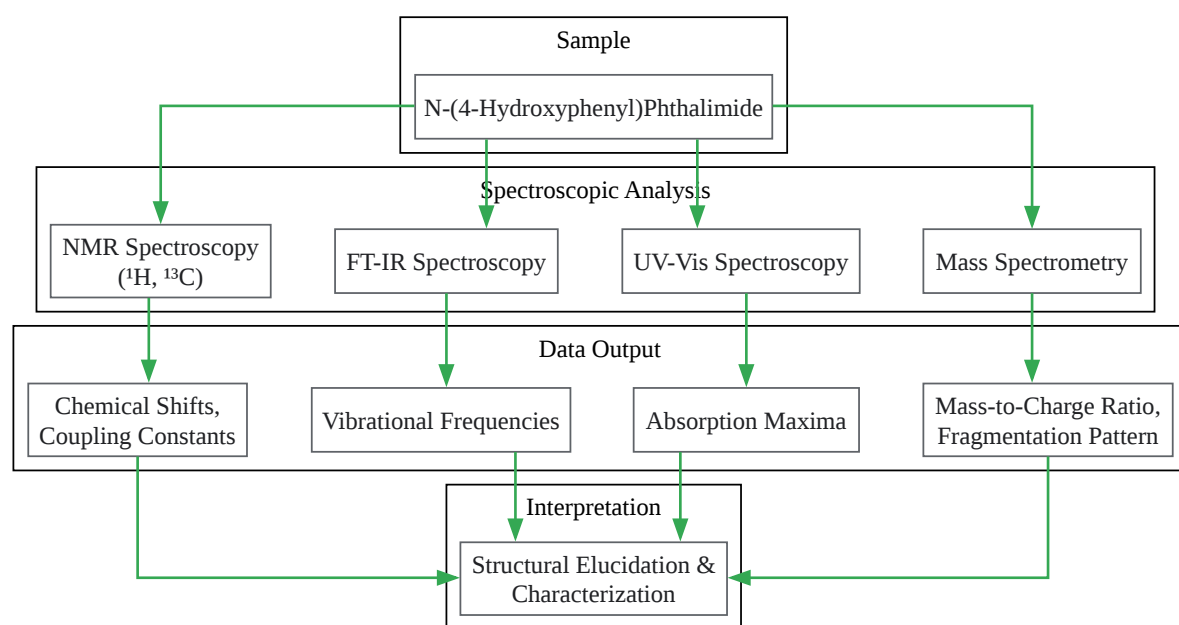 Sample
N-(4-Hydroxyphenyl)Phthalimide
Spectroscopic Analysis
NMR Spectroscopy
(¹H, ¹³C)
FT-IR Spectroscopy
UV-Vis Spectroscopy
Mass Spectrometry
Data Output
Chemical Shifts,
Coupling Constants
Vibrational Frequencies
Absorption Maxima
Mass-to-Charge Ratio,
Fragmentation Pattern
Interpretation
Structural Elucidation &
Characterization